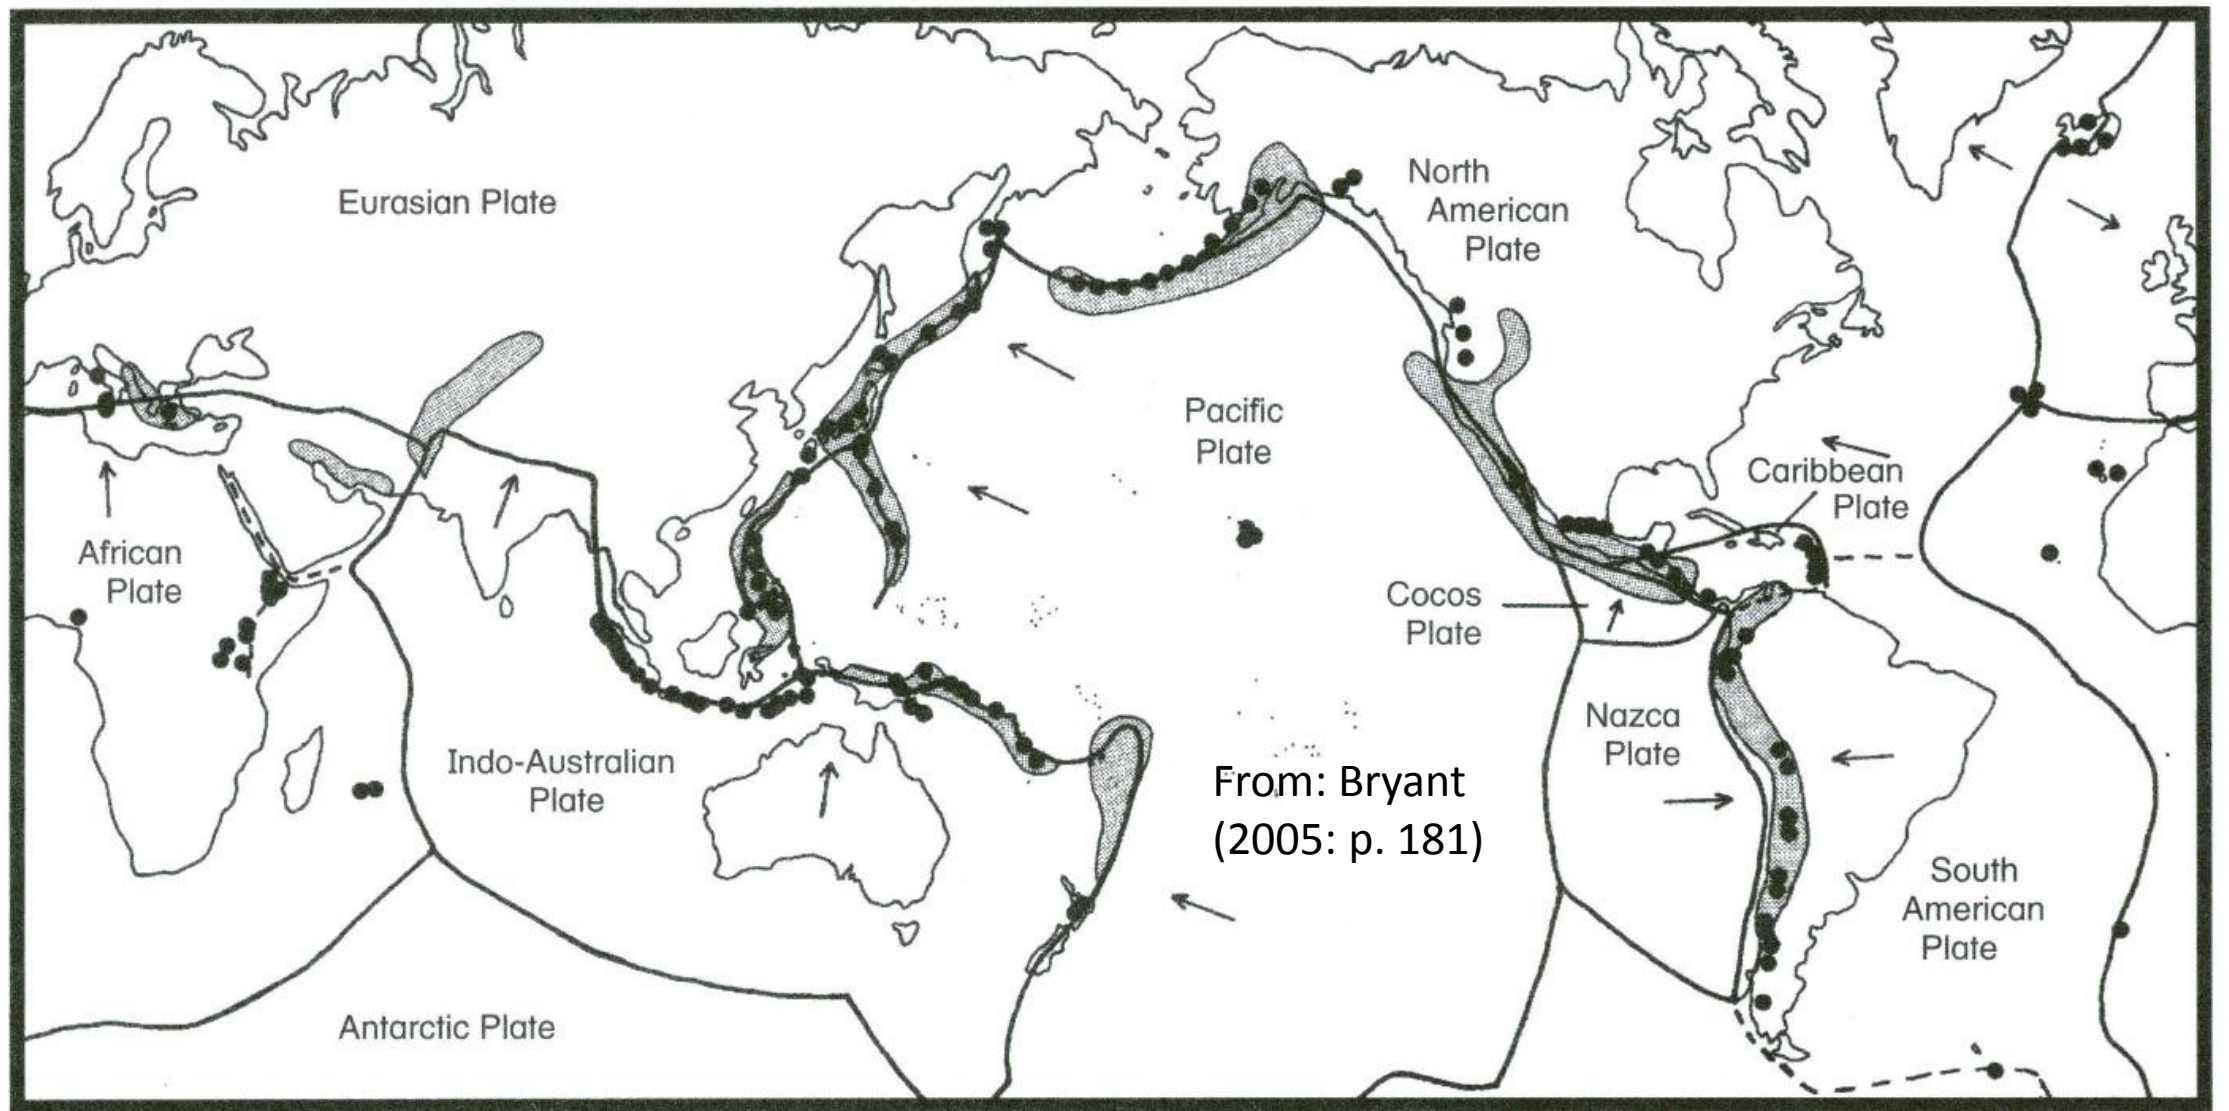 Eurasian Plate
North
American
Plate
Pacific
Plate
Caribbean
Plate
African
Plate
Cocos
Plate
Nazca
Plate
Indo-Australian
Plate
From: Bryant
(2005: p. 181)
South
American
Plate
Antarctic Plate